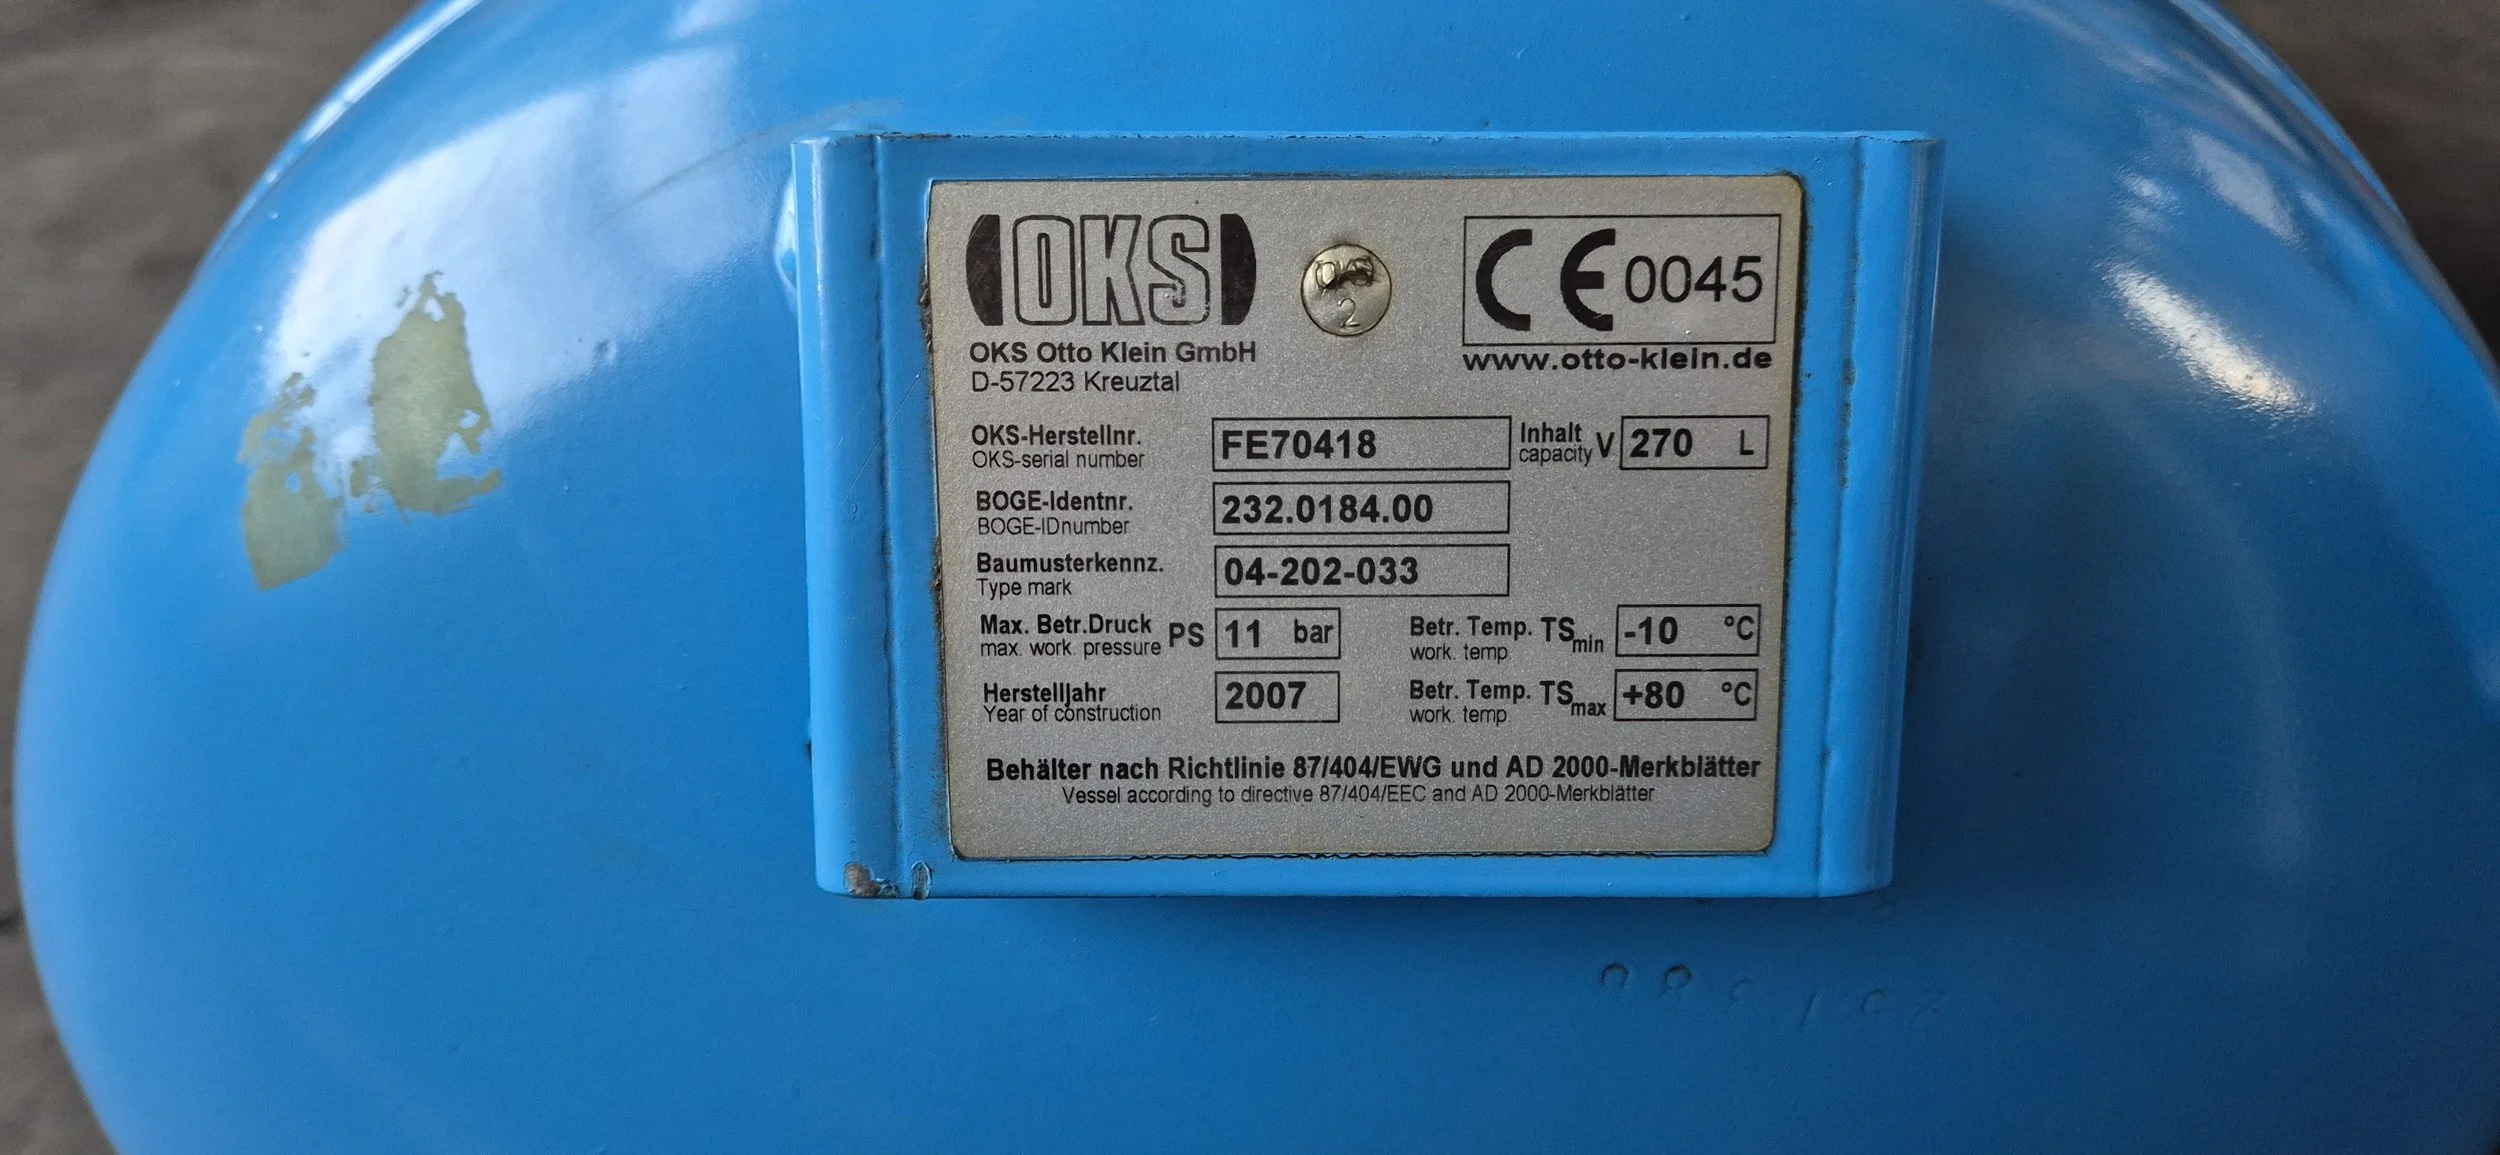 OKS
OKS
2
CE 0045
OKS Otto Klein GmbH
D-57223 Kreuztal
www.otto-klein.de
OKS-Herstellnr.
OKS-serial number
FE70418
Inhalt
capacity V 270 L
BOGE-Identnr.
BOGE-IDnumber
232.0184.00
Baumusterkennz.
Type mark
04-202-033
Max. Betr.Druck
max. work. pressure PS 11 bar
Betr. Temp. TSmin -10 °C
work. temp.
Herstelljahr
Year of construction
2007
Betr. Temp. TSmax +80 °C
work. temp.
Behälter nach Richtlinie 87/404/EWG und AD 2000-Merkblätter
Vessel according to directive 87/404/EEC and AD 2000-Merkblätter